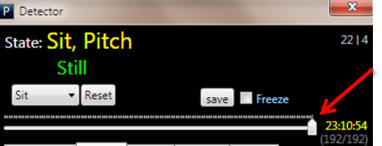 P Detector
State: Sit, Pitch
22 | 4
Still
Sit Reset save Freeze
23:10:54
(192/192)